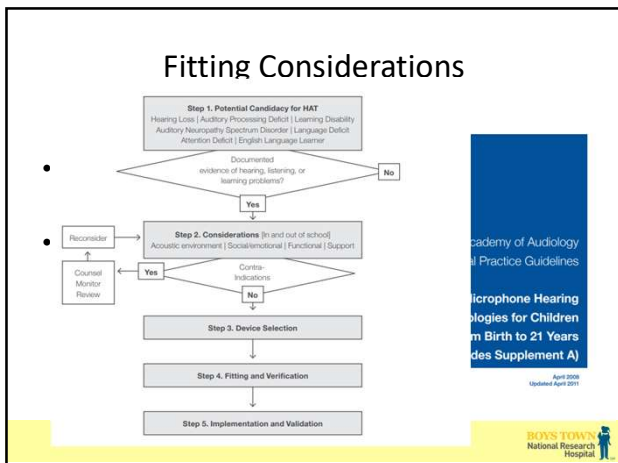 Fitting Considerations
Step 1. Potential Candidacy for HAT
Hearing Loss | Auditory Processing Deficit | Learning Disability
Auditory Neuropathy Spectrum Disorder | Language Deficit
Attention Deficit | English Language Learner
Documented
evidence of hearing, listening, or
learning problems?
No
Yes
Step 2. Considerations [In and out of school]
Acoustic environment | Social/emotional | Functional | Support
Reconsider
Contra-
Indications
Yes
Counsel
Monitor
Review
No
Step 3. Device Selection
Step 4. Fitting and Verification
Step 5. Implementation and Validation
cademy of Audiology
l Practice Guidelines
icrophone Hearing
ologies for Children
m Birth to 21 Years
des Supplement A)
April 2008
Updated April 2011
BOYS TOWN
National Research
Hospital